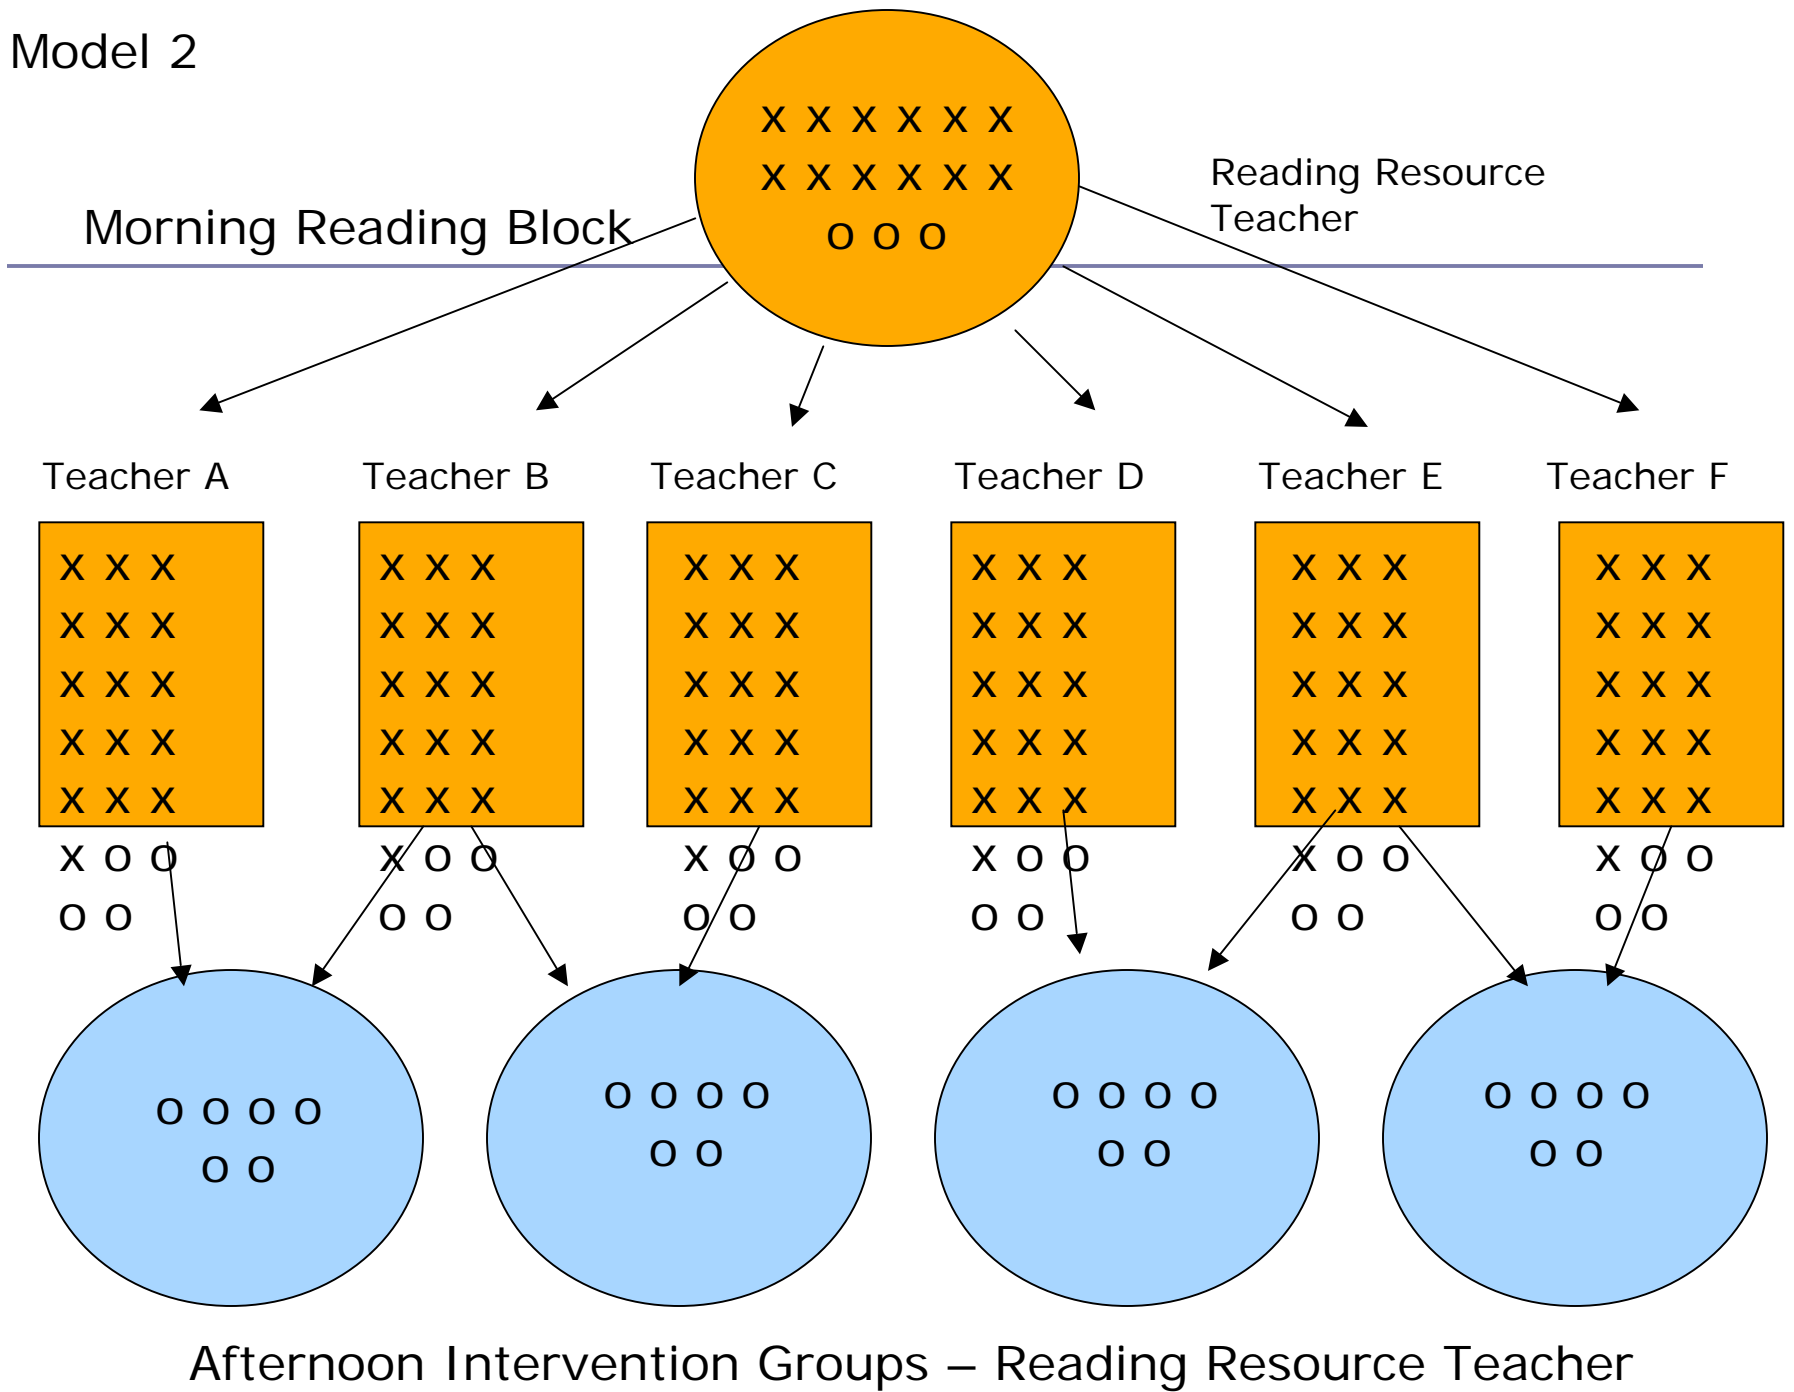 Model 2
x x x x x x
x x x x x x
o o o
Reading Resource
Teacher
Morning Reading Block
Teacher A
x x x
x x x
x x x
x x x
x x x
x o o
o o
Teacher B
x x x
x x x
x x x
x x x
x x x
x o o
o o
Teacher C
x x x
x x x
x x x
x x x
x x x
x o o
o o
Teacher D
x x x
x x x
x x x
x x x
x x x
x o o
o o
Teacher E
x x x
x x x
x x x
x x x
x x x
x o o
o o
Teacher F
x x x
x x x
x x x
x x x
x x x
x o o
o o
o o o o
o o
o o o o
o o
o o o o
o o
o o o o
o o
Afternoon Intervention Groups – Reading Resource Teacher